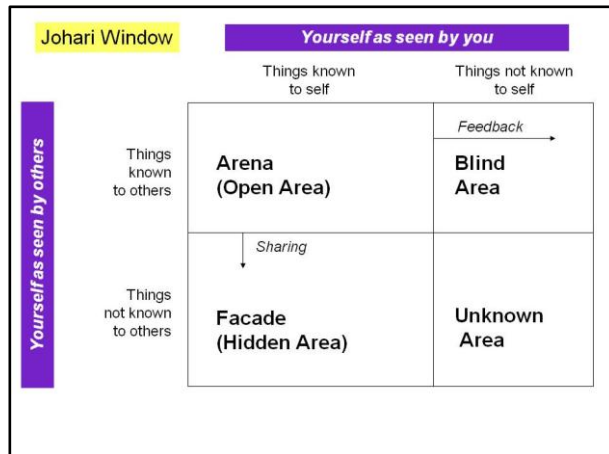 Johari Window
Yourself as seen by you
Things known
to self
Things not known
to self
Yourself as seen by others
Things
known
to others
Arena
(Open Area)
Feedback
Blind
Area
Things
not known
to others
Sharing
Facade
(Hidden Area)
Unknown
Area